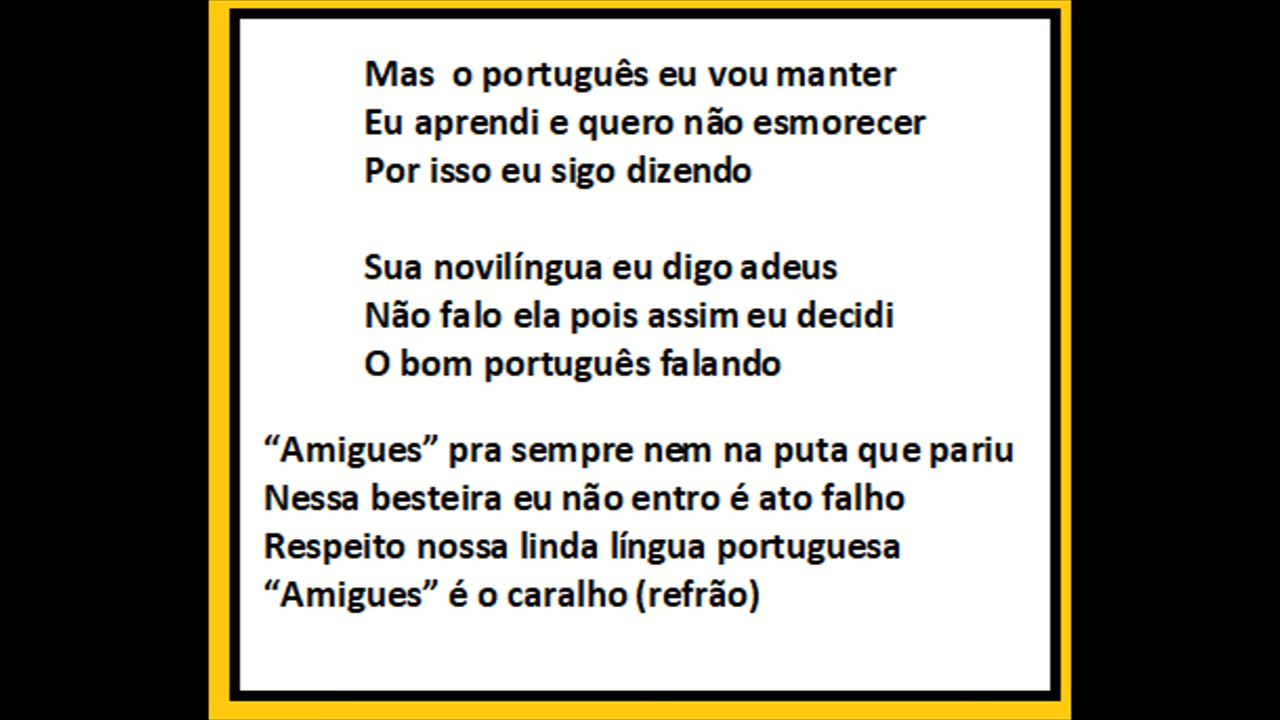 Mas o português eu vou manter
Eu aprendi e quero não esmorecer
Por isso eu sigo dizendo
Sua novilíngua eu digo adeus
Não falo ela pois assim eu decidi
O bom português falando
“Amigues” pra sempre nem na puta que pariu
Nessa besteira eu não entro é ato falho
Respeito nossa linda língua portuguesa
“Amigues” é o caralho (refrão)